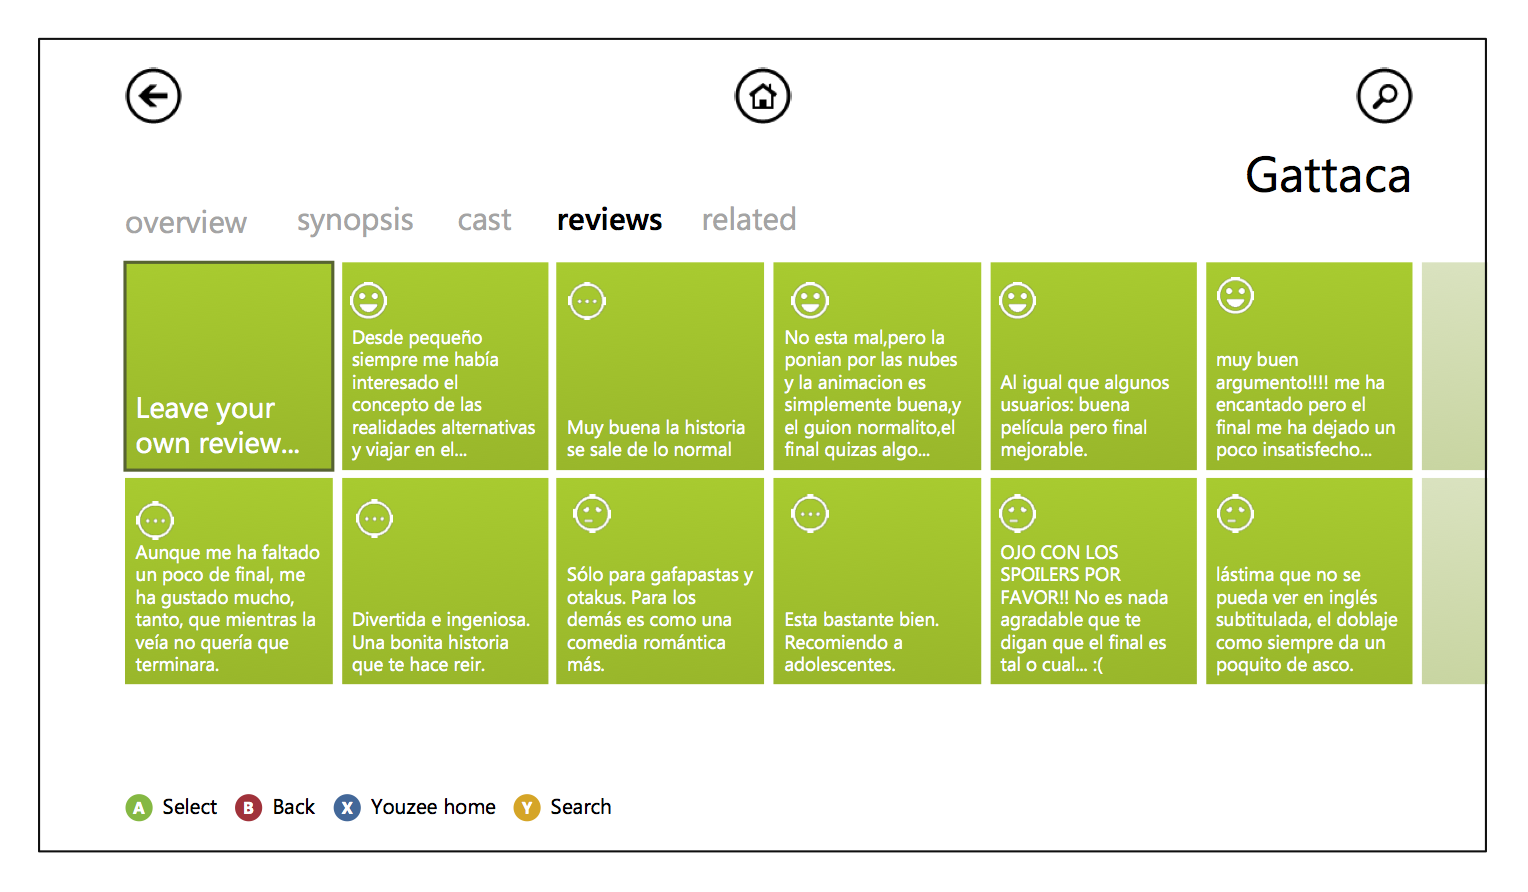 Gattaca
overview synopsis cast reviews related
Leave your
own review...
Desde pequeño
siempre me había
interesado el
concepto de las
realidades alternativas
y viajar en el...
Muy buena la historia
se sale de lo normal
No esta mal,pero la
ponian por las nubes
y la animacion es
simplemente buena,y
el guion normalito,el
final quizas algo...
Al igual que algunos
usuarios: buena
película pero final
mejorable.
muy buen
argumento!!!! me ha
encantado pero el
final me ha dejado un
poco insatisfecho...
Aunque me ha faltado
un poco de final, me
ha gustado mucho,
tanto, que mientras la
veía no quería que
terminara.
Divertida e ingeniosa.
Una bonita historia
que te hace reir.
Sólo para gafapastas y
otakus. Para los
demás es como una
comedia romántica
más.
Esta bastante bien.
Recomiendo a
adolescentes.
OJO CON LOS
SPOILERS POR
FAVOR!! No es nada
agradable que te
digan que el final es
tal o cual... :(
lástima que no se
pueda ver en inglés
subtitulada, el doblaje
como siempre da un
poquito de asco.
A Select B Back X Youzee home Y Search